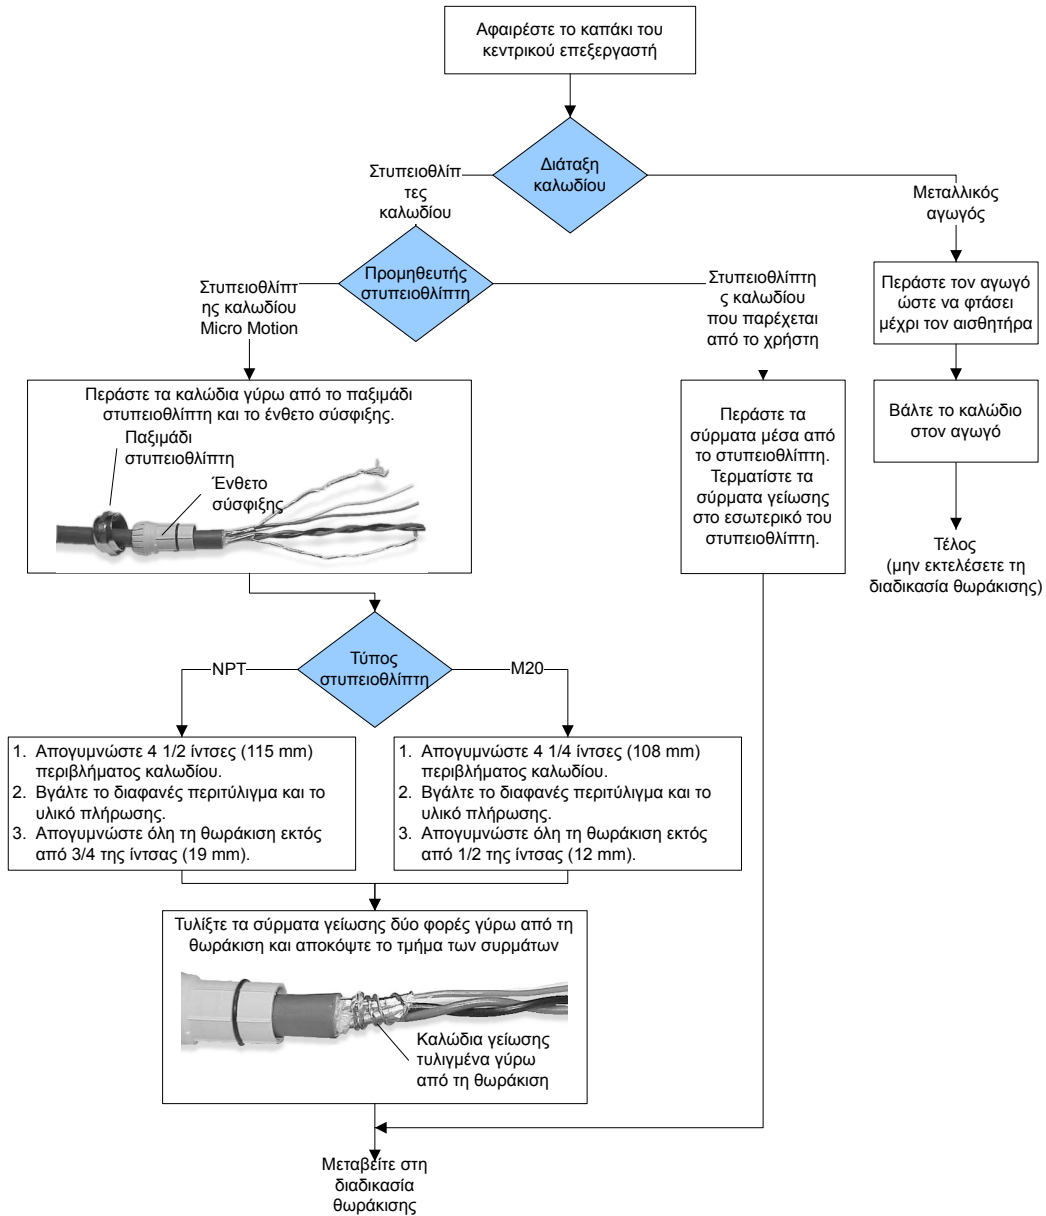 Αφαιρέστε το καπάκι του
κεντρικού επεξεργαστή
Διάταξη
καλωδίου
Στυπειοθλίπ
τες
καλωδίου
Μεταλλικός
αγωγός
Προμηθευτής
στυπειοθλίπτη
Στυπειοθλίπτ
ης καλωδίου
Micro Motion
Στυπειοθλίπτη
ς καλωδίου
που παρέχεται
από το χρήστη
Περάστε τον αγωγό
ώστε να φτάσει
μέχρι τον αισθητήρα
Βάλτε το καλώδιο
στον αγωγό
Τέλος
(μην εκτελέσετε τη
διαδικασία θωράκισης)
Περάστε τα καλώδια γύρω από το παξιμάδι
στυπειοθλίπτη και το ένθετο σύσφιξης.
Παξιμάδι
στυπειοθλίπτη
Ένθετο
σύσφιξης
Περάστε τα
σύρματα μέσα από
το στυπειοθλίπτη.
Τερματίστε τα
σύρματα γείωσης
στο εσωτερικό του
στυπειοθλίπτη.
Τύπος
στυπειοθλίπτη
NPT
M20
1. Απογυμνώστε 4 1/2 ίντσες (115 mm)
περιβλήματος καλωδίου.
2. Βγάλτε το διαφανές περιτύλιγμα και το
υλικό πλήρωσης.
3. Απογυμνώστε όλη τη θωράκιση εκτός
από 3/4 της ίντσας (19 mm).
1. Απογυμνώστε 4 1/4 ίντσες (108 mm)
περιβλήματος καλωδίου.
2. Βγάλτε το διαφανές περιτύλιγμα και το
υλικό πλήρωσης.
3. Απογυμνώστε όλη τη θωράκιση εκτός
από 1/2 της ίντσας (12 mm).
Τυλίξτε τα σύρματα γείωσης δύο φορές γύρω από τη
θωράκιση και αποκόψτε το τμήμα των συρμάτων
Καλώδια γείωσης
τυλιγμένα γύρω
από τη θωράκιση
Μεταβείτε στη
διαδικασία
θωράκισης